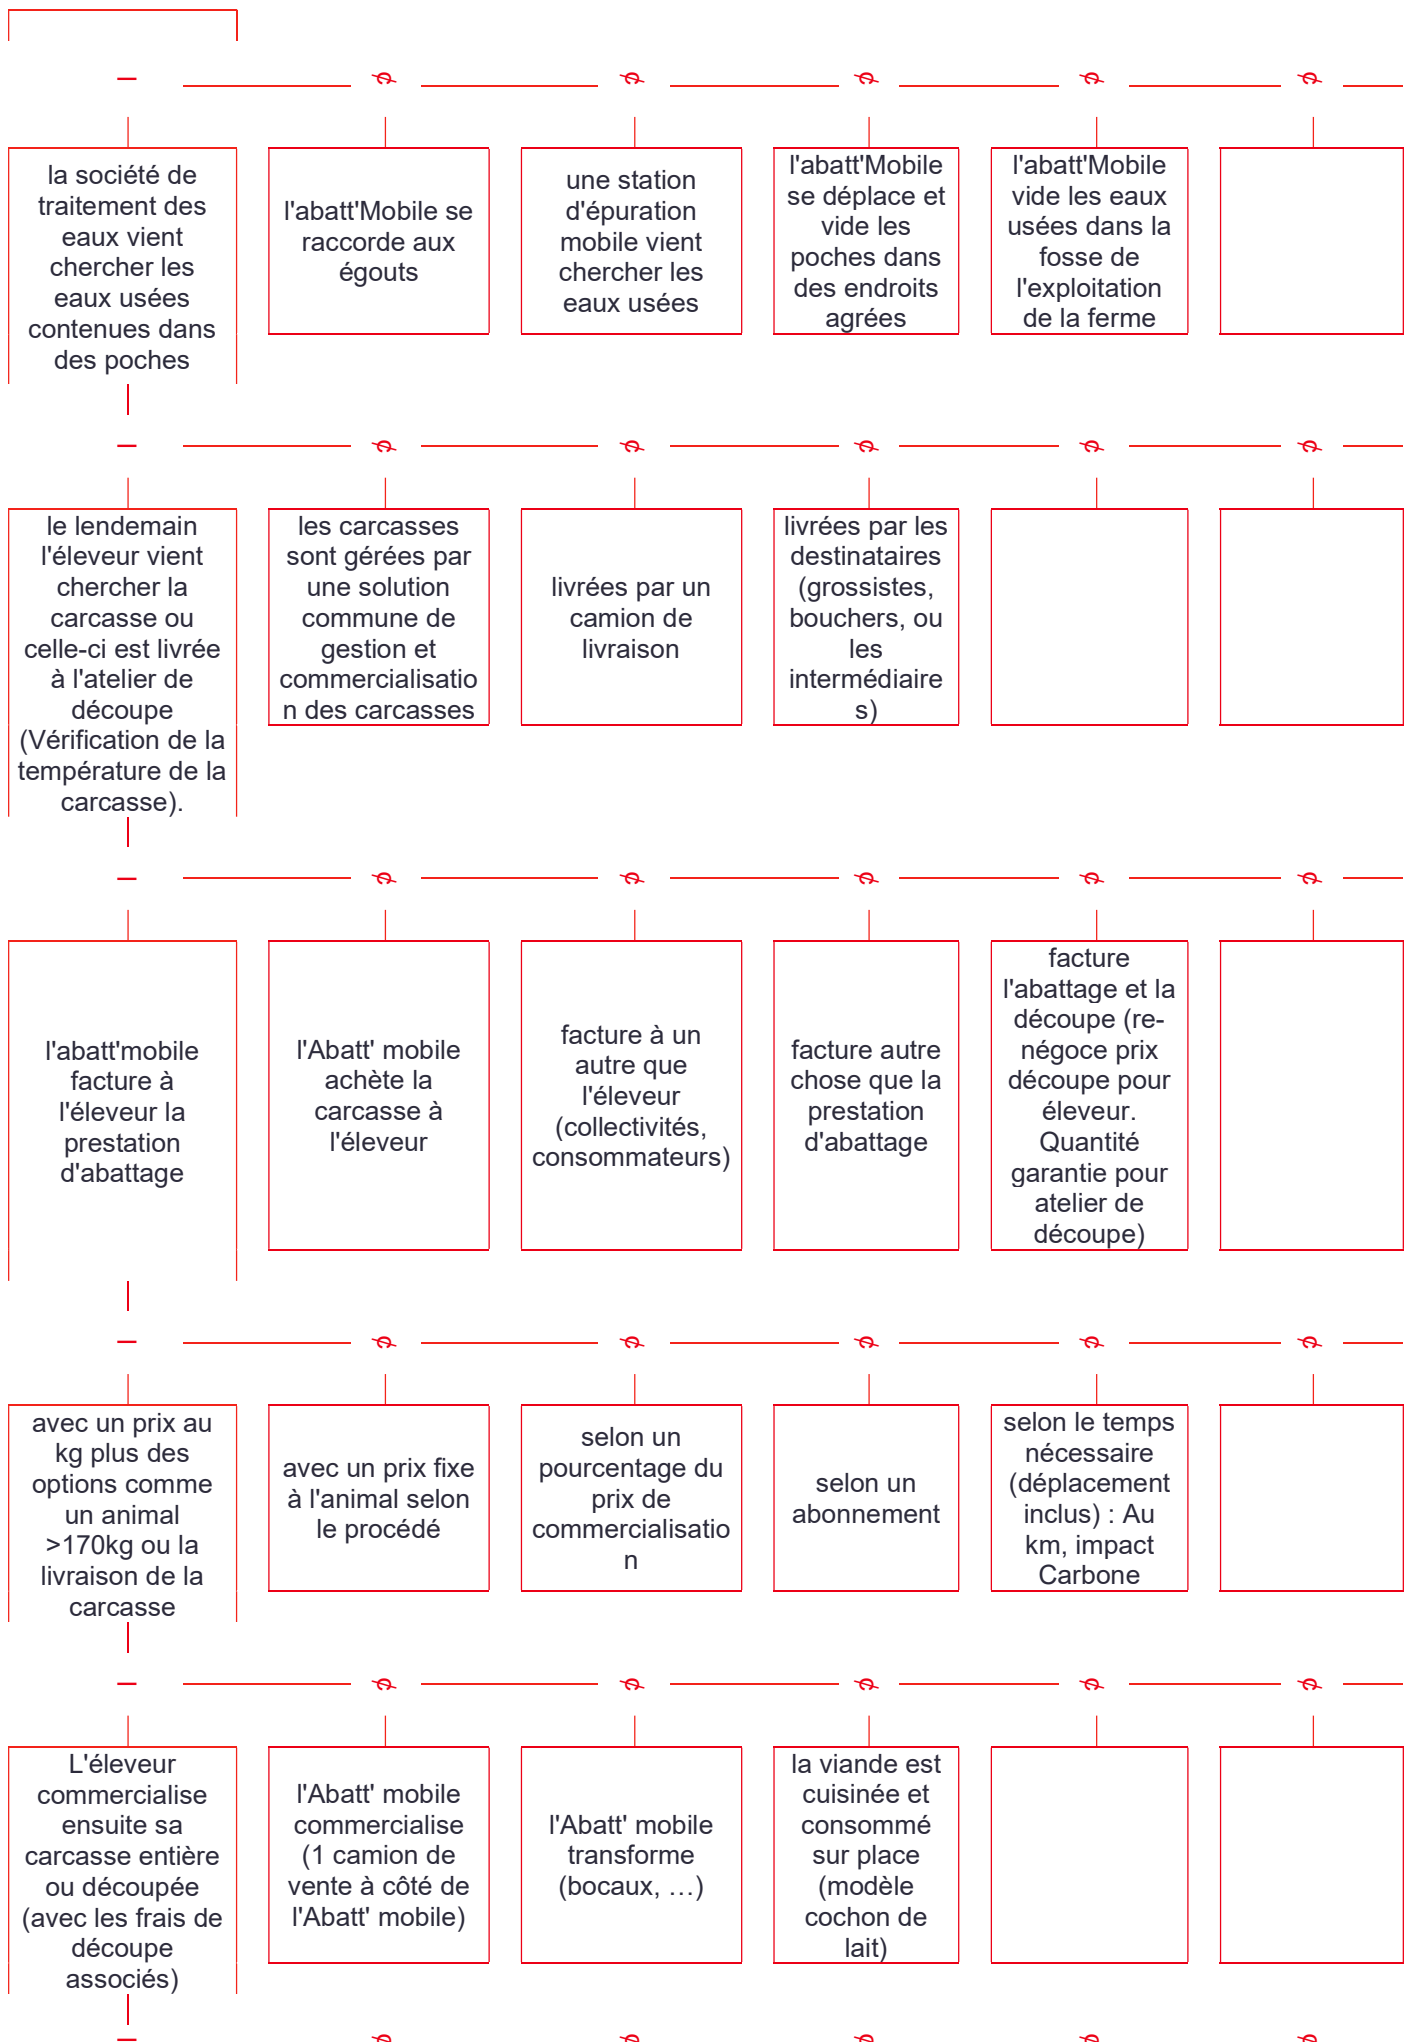 la société de
traitement des
eaux vient
chercher les
eaux usées
contenues dans
des poches
l'abatt'Mobile se
raccorde aux
égouts
une station
d'épuration
mobile vient
chercher les
eaux usées
l'abatt'Mobile
se déplace et
vide les
poches dans
des endroits
agrées
l'abatt'Mobile
vide les eaux
usées dans la
fosse de
l'exploitation
de la ferme
le lendemain
l'éleveur vient
chercher la
carcasse ou
celle-ci est livrée
à l'atelier de
découpe
(Vérification de la
température de la
carcasse).
les carcasses
sont gérées par
une solution
commune de
gestion et
commercialisatio
n des carcasses
livrées par un
camion de
livraison
livrées par les
destinataires
(grossistes,
bouchers, ou
les
intermédiaire
s)
l'abatt'mobile
facture à
l'éleveur la
prestation
d'abattage
l'Abatt' mobile
achète la
carcasse à
l'éleveur
facture à un
autre que
l'éleveur
(collectivités,
consommateurs)
facture autre
chose que la
prestation
d'abattage
facture
l'abattage et la
découpe (re-
négoce prix
découpe pour
éleveur.
Quantité
garantie pour
atelier de
découpe)
avec un prix au
kg plus des
options comme
un animal
>170kg ou la
livraison de la
carcasse
avec un prix fixe
à l'animal selon
le procédé
selon un
pourcentage du
prix de
commercialisatio
n
selon un
abonnement
selon le temps
nécessaire
(déplacement
inclus) : Au
km, impact
Carbone
L'éleveur
commercialise
ensuite sa
carcasse entière
ou découpée
(avec les frais de
découpe
associés)
l'Abatt' mobile
commercialise
(1 camion de
vente à côté de
l'Abatt' mobile)
l'Abatt' mobile
transforme
(bocaux, …)
la viande est
cuisinée et
consommé
sur place
(modèle
cochon de
lait)